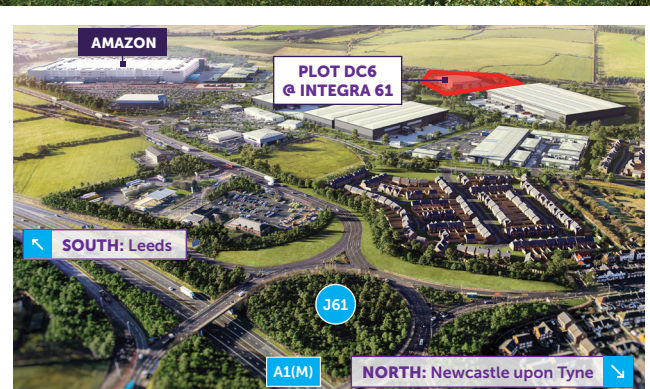 AMAZON
PLOT DC6
@ INTEGRA 61
SOUTH: Leeds
J61
A1(M)
NORTH: Newcastle upon Tyne